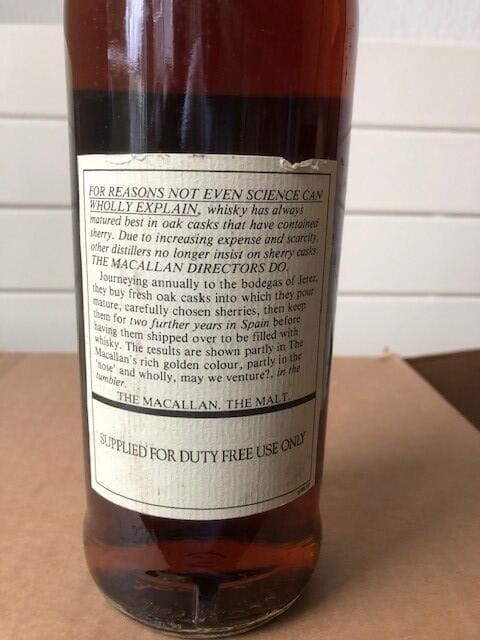 FOR REASONS NOT EVEN SCIENCE CAN
WHOLLY EXPLAIN, whisky has always
matured best in oak casks that have contained
sherry. Due to increasing expense and scarcity,
other distillers no longer insist on sherry casks.
THE MACALLAN DIRECTORS DO.
Journeying annually to the bodegas of Jerez,
they buy fresh oak casks into which they pour
mature, carefully chosen sherries, then keep
them for two further years in Spain before
having them shipped over to be filled with
whisky. The results are shown partly in The
Macallan's rich golden colour, partly in the
'nose' and wholly, may we venture?, in the
tumbler.
THE MACALLAN. THE MALT.
SUPPLIED FOR DUTY FREE USE ONLY